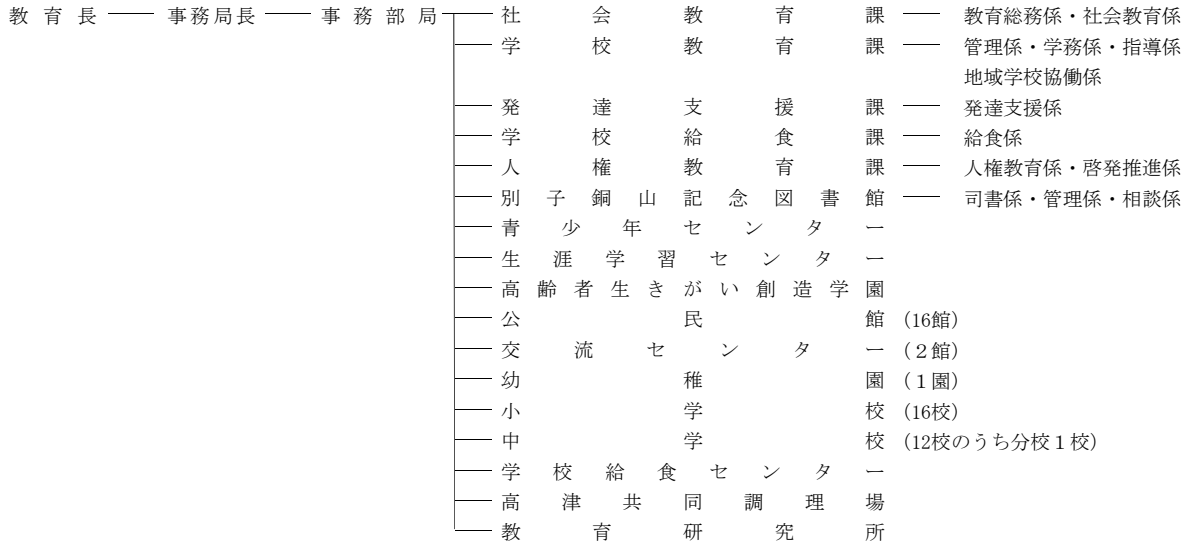 教育長 事務局長 事務部局 社会教育課 教育総務係・社会教育係
学校教育課 管理係・学務係・指導係
地域学校協働係
発達支援課 発達支援係
学校給食課 給食係
人権教育課 人権教育係・啓発推進係
別子銅山記念図書館 司書係・管理係・相談係
青少年センター
生涯学習センター
高齢者生きがい創造学園
公民館 (16館)
交流センター (2館)
幼稚園 (1園)
小学校 (16校)
中学校 (12校のうち分校1校)
学校給食センター
高津共同調理場
教育研究所